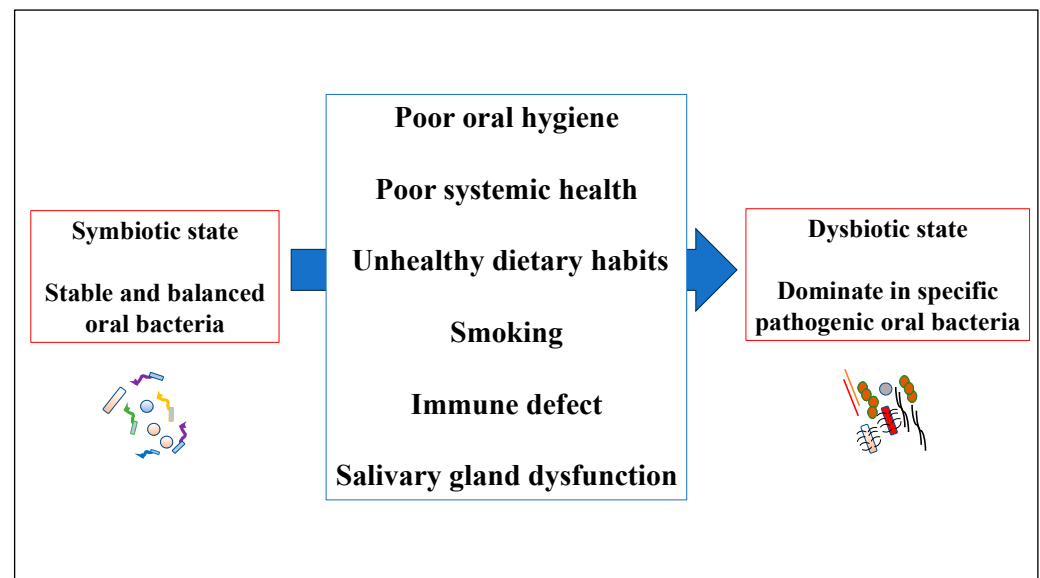 Symbiotic state
Stable and balanced
oral bacteria
Poor oral hygiene
Poor systemic health
Unhealthy dietary habits
Smoking
Immune defect
Salivary gland dysfunction
Dysbiotic state
Dominate in specific
pathogenic oral bacteria